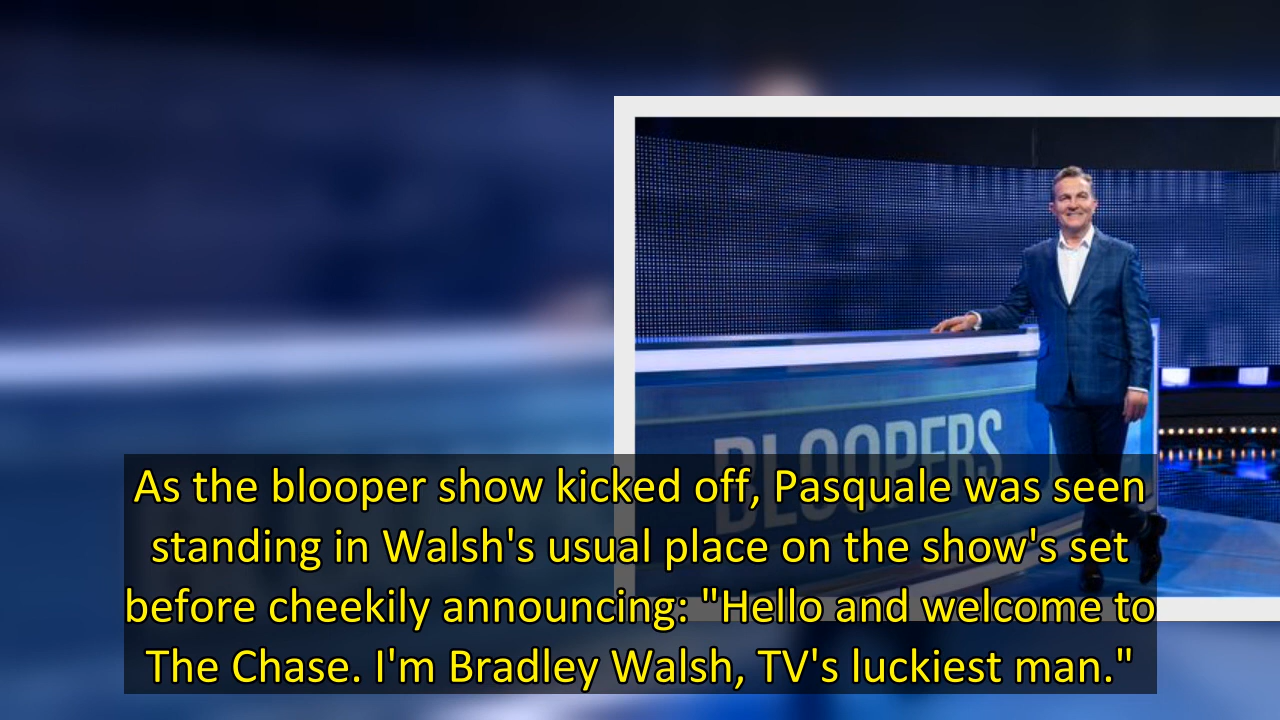 BLOOPERS
As the blooper show kicked off, Pasquale was seen
standing in Walsh's usual place on the show's set
before cheekily announcing: "Hello and welcome to
The Chase. I'm Bradley Walsh, TV's luckiest man."